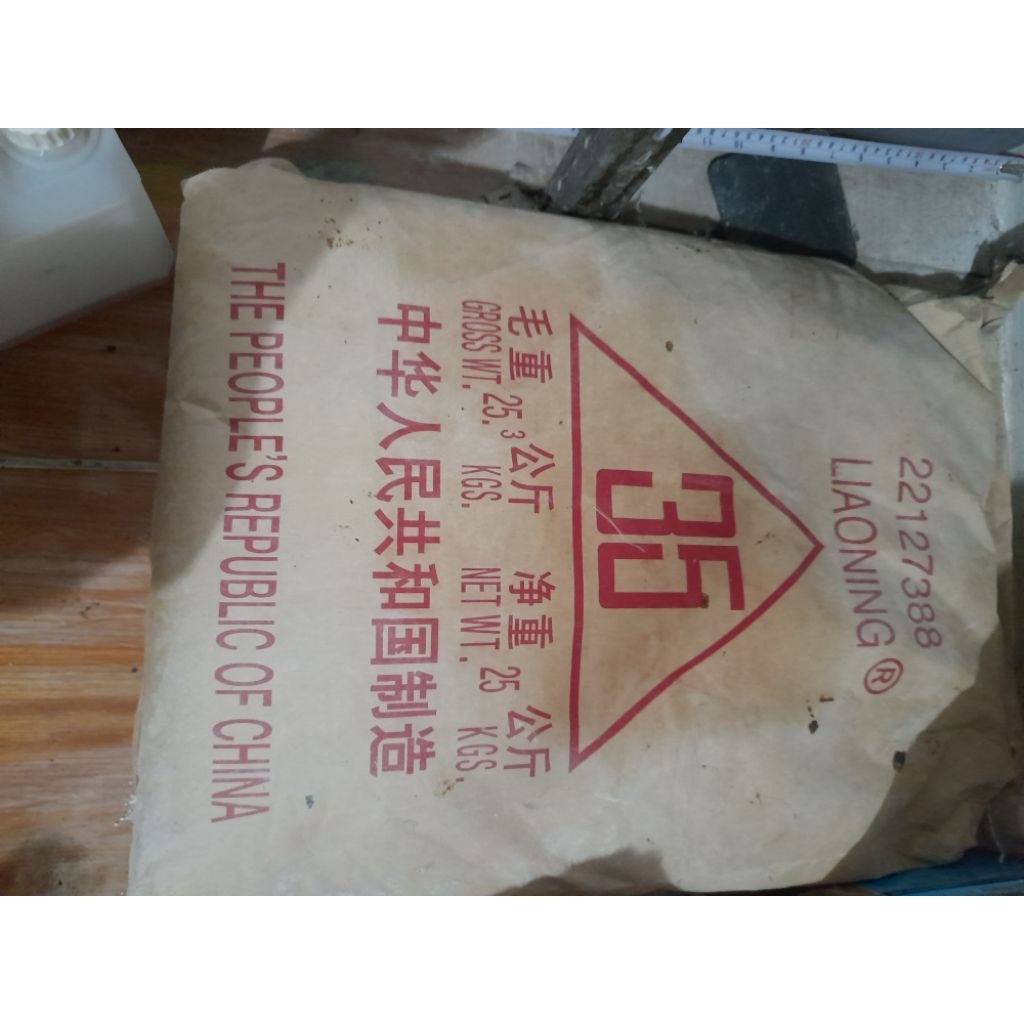 22127388
LIAONING ®
35
毛重 25.3 公斤 净重 25 公斤
GROSS WT. KGS. NET WT. KGS.
中华人民共和国制造
THE PEOPLE'S REPUBLIC OF CHINA